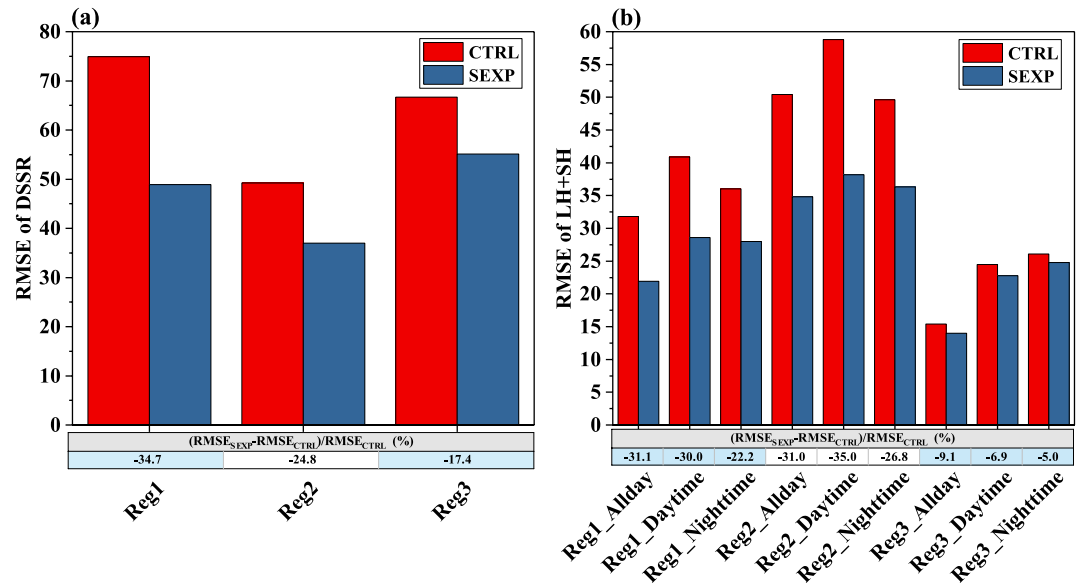 (a)
80
70
60
50
40
30
20
10
0
RMSE of DSSR
CTRL
SEXP
(RMSE_SEXP-RMSE_CTRL)/RMSE_CTRL (%)
-34.7 -24.8 -17.4
Reg1 Reg2 Reg3
(b)
60
55
50
45
40
35
30
25
20
15
10
5
0
RMSE of LH+SH
CTRL
SEXP
(RMSE_SEXP-RMSE_CTRL)/RMSE_CTRL (%)
-31.1 -30.0 -22.2 -31.0 -35.0 -26.8 -9.1 -6.9 -5.0
Reg1_Allday
Reg1_Daytime
Reg1_Nighttime
Reg2_Allday
Reg2_Daytime
Reg2_Nighttime
Reg3_Allday
Reg3_Daytime
Reg3_Nighttime